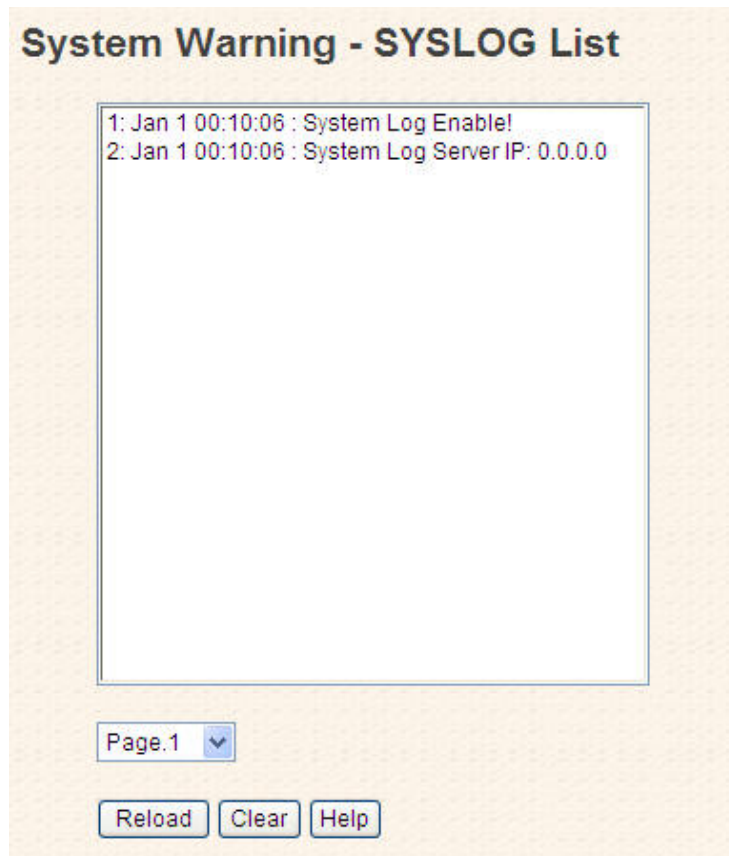 System Warning - SYSLOG List
1: Jan 1 00:10:06 : System Log Enable!
2: Jan 1 00:10:06 : System Log Server IP: 0.0.0.0
Page.1
Reload Clear Help